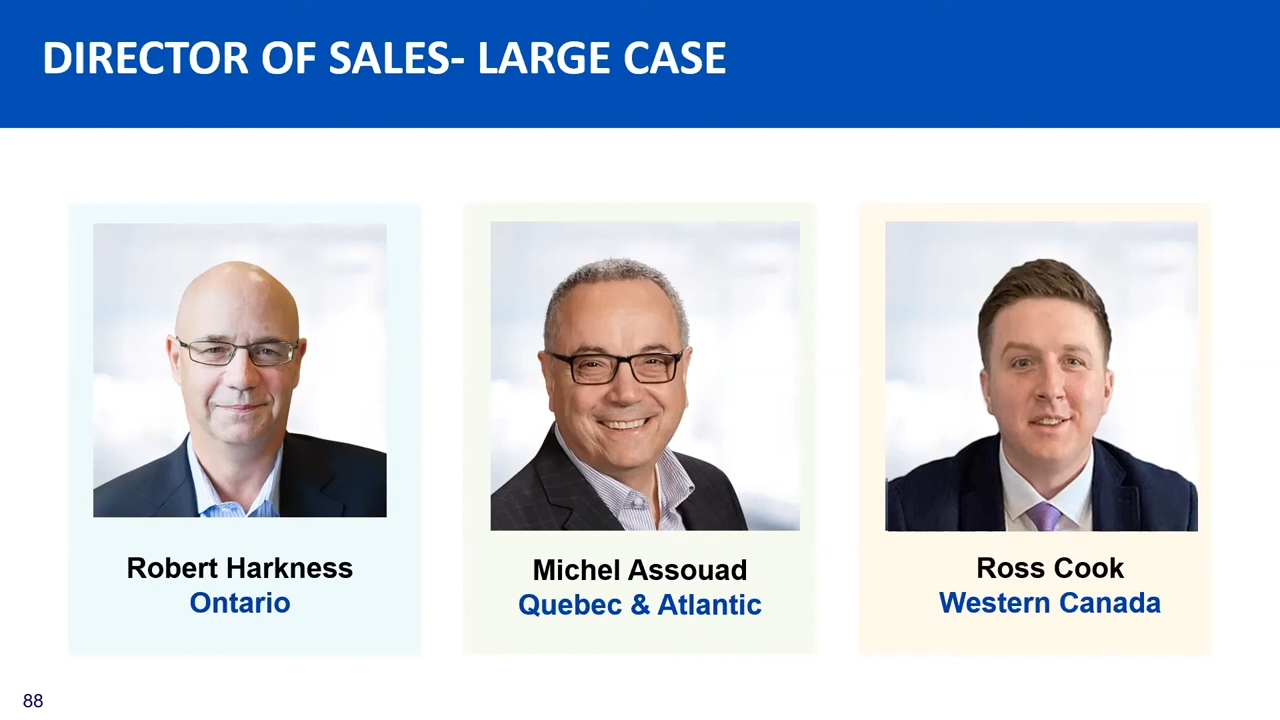 DIRECTOR OF SALES- LARGE CASE
Robert Harkness
Ontario
Michel Assouad
Quebec & Atlantic
Ross Cook
Western Canada
88